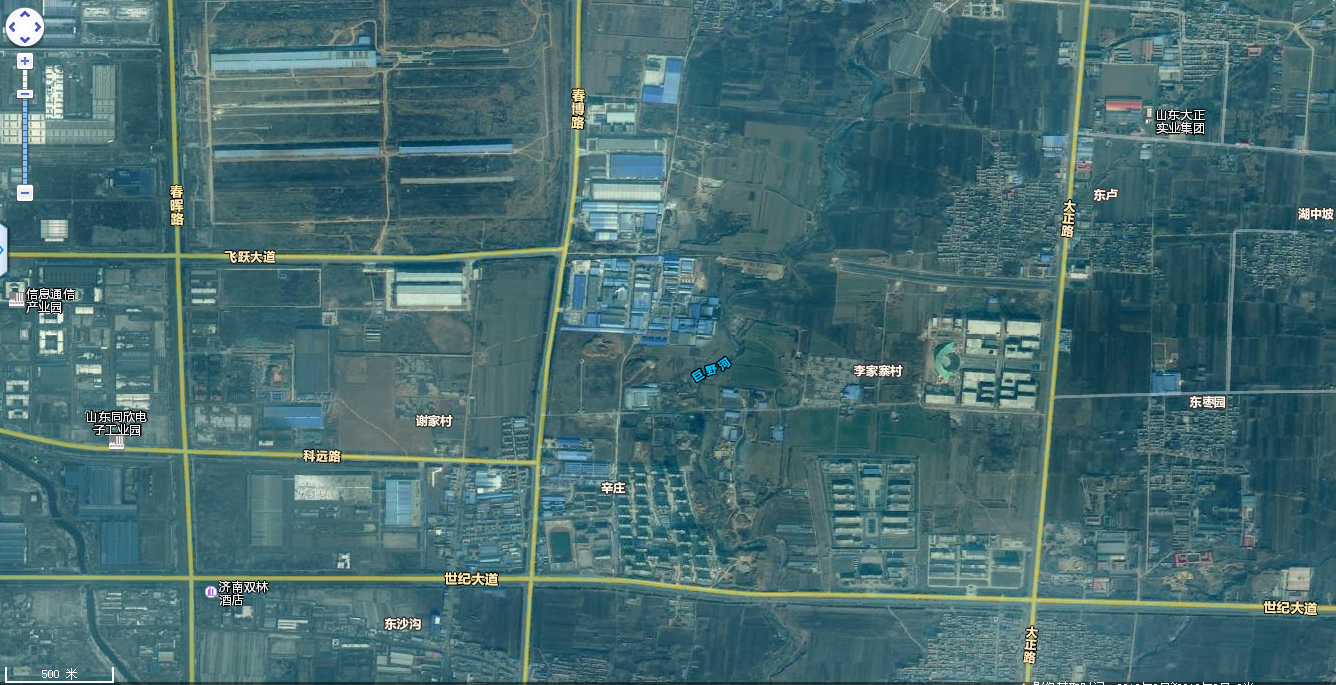 春博路
山东大正
实业集团
春晖路
东卢
大正路
湖中坡
飞跃大道
信息通信
产业园
巨野河
李家寨村
东枣园
山东同欣电
子工业园
谢家村
科远路
辛庄
世纪大道
济南双林
酒店
世纪大道
东沙沟
大正路
500 米